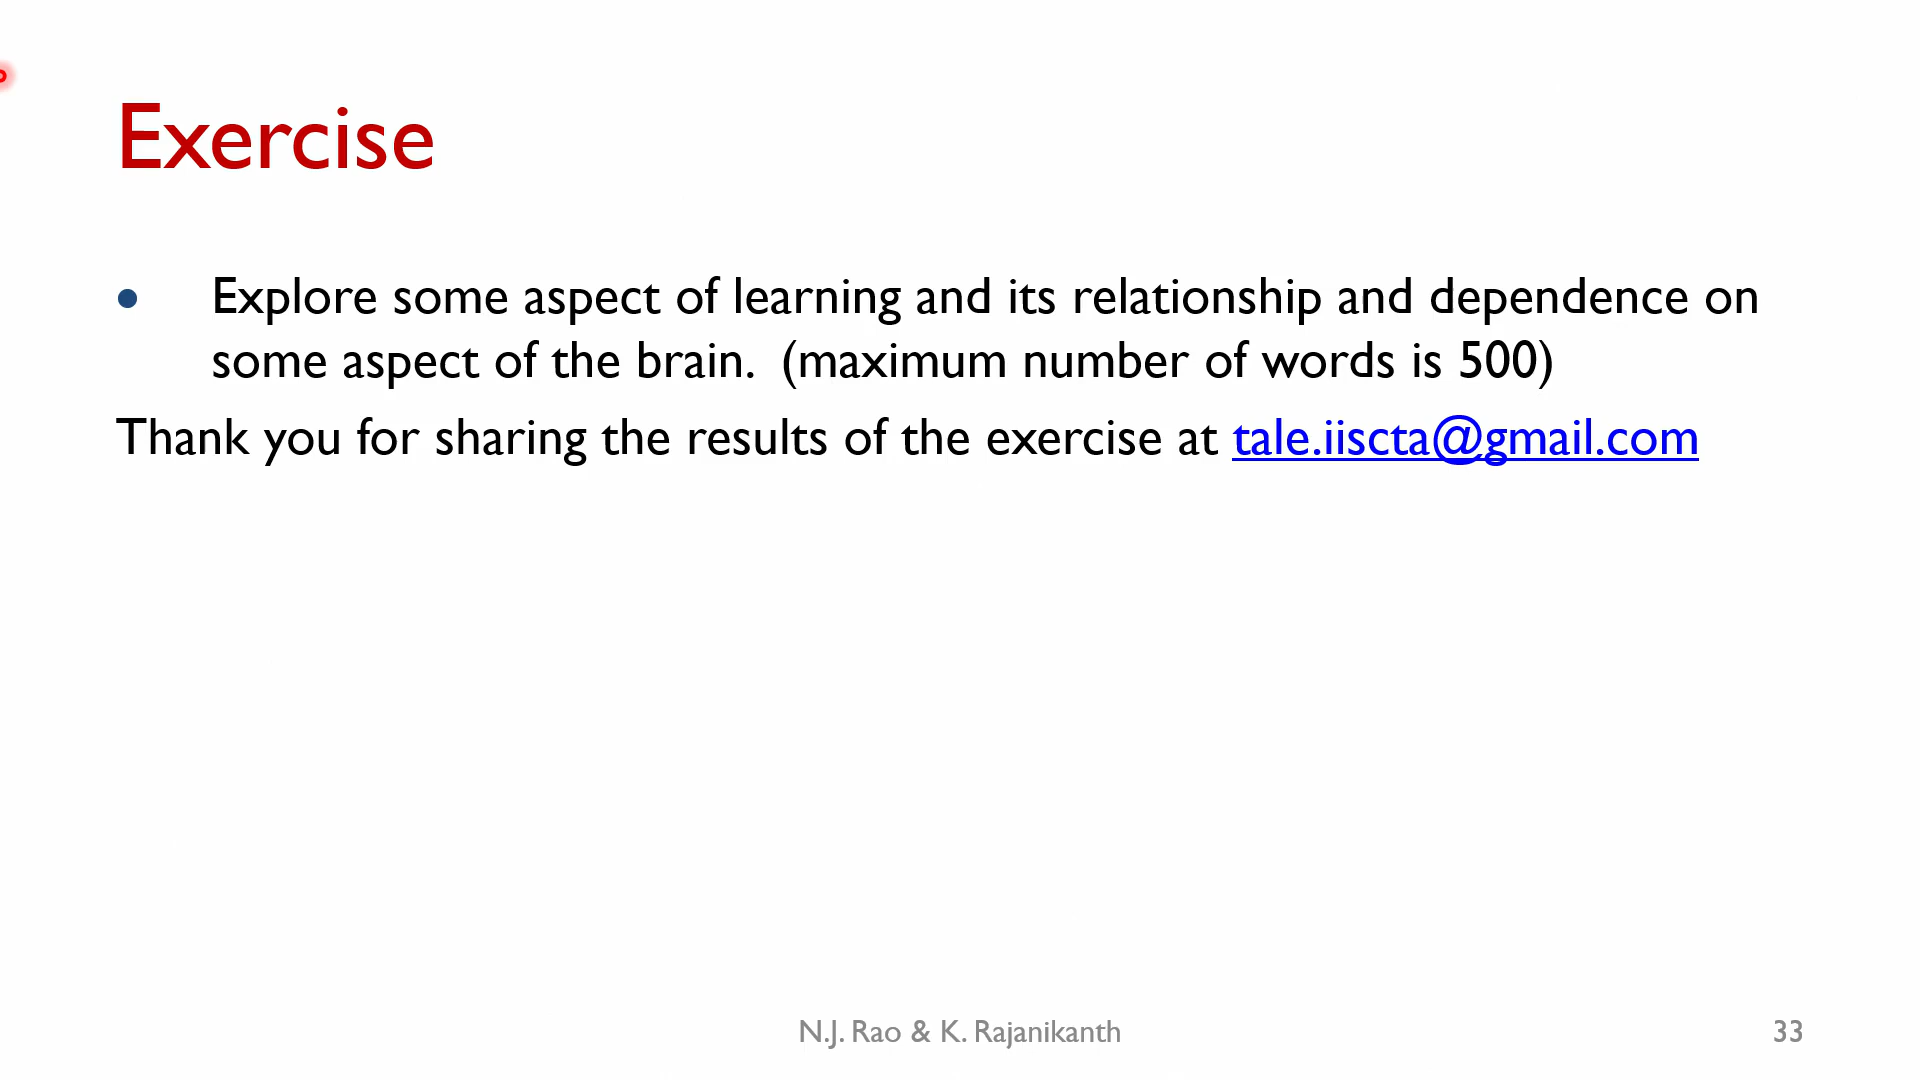 Exercise
• Explore some aspect of learning and its relationship and dependence on
some aspect of the brain. (maximum number of words is 500)
Thank you for sharing the results of the exercise at tale.iiscta@gmail.com
N.J. Rao & K. Rajanikanth
33